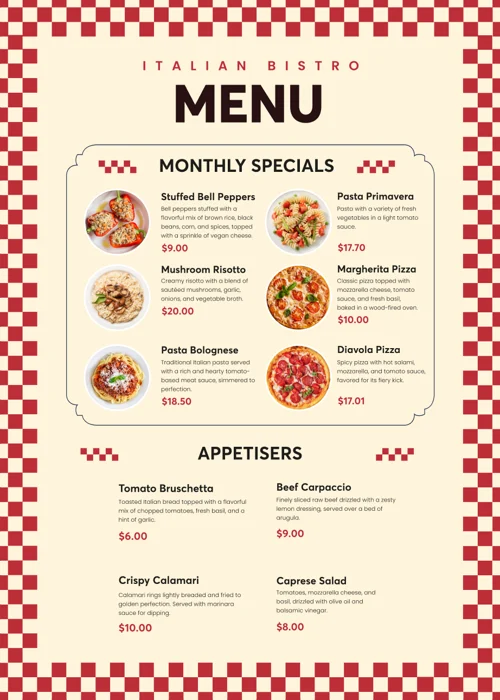 ITALIAN BISTRO
MENU
MONTHLY SPECIALS
Stuffed Bell Peppers
Bell peppers stuffed with a
flavorful mix of brown rice, black
beans, corn, and spices, topped
with a sprinkle of vegan cheese.
$9.00
Pasta Primavera
Pasta with a variety of fresh
vegetables in a light tomato
sauce.
$17.70
Mushroom Risotto
Creamy risotto with a blend of
sautéed mushrooms, garlic,
onions, and vegetable broth.
$20.00
Margherita Pizza
Classic pizza topped with
mozzarella cheese, tomato
sauce, and fresh basil,
baked in a wood-fired oven.
$10.00
Pasta Bolognese
Traditional Italian pasta served
with a rich and hearty tomato-
based meat sauce, simmered to
perfection.
$18.50
Diavola Pizza
Spicy pizza with hot salami,
mozzarella, and tomato sauce,
favored for its fiery kick.
$17.01
APPETISERS
Tomato Bruschetta
Toasted Italian bread topped with a flavorful
mix of chopped tomatoes, fresh basil, and a
hint of garlic.
$6.00
Beef Carpaccio
Finely sliced raw beef drizzled with a zesty
lemon dressing, served over a bed of
arugula.
$9.00
Crispy Calamari
Calamari rings lightly breaded and fried to
golden perfection. Served with marinara
sauce for dipping.
$10.00
Caprese Salad
Tomatoes, mozzarella cheese, and
basil, drizzled with olive oil and
balsamic vinegar.
$8.00